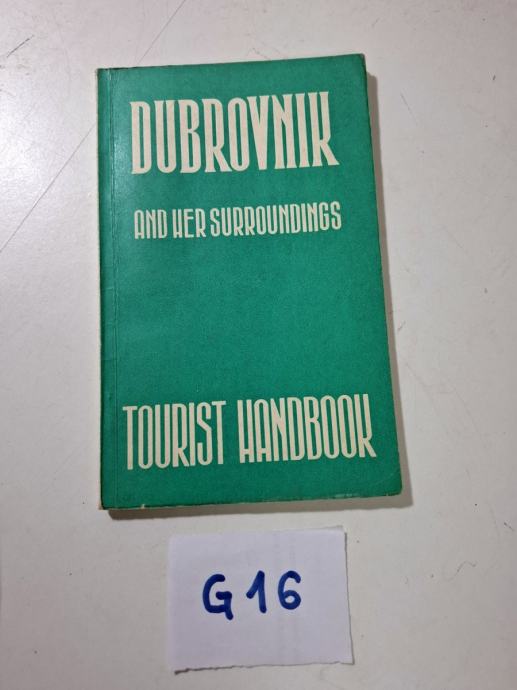 DUBROVNIK
AND HER SURROUNDINGS
TOURIST HANDBOOK
G16